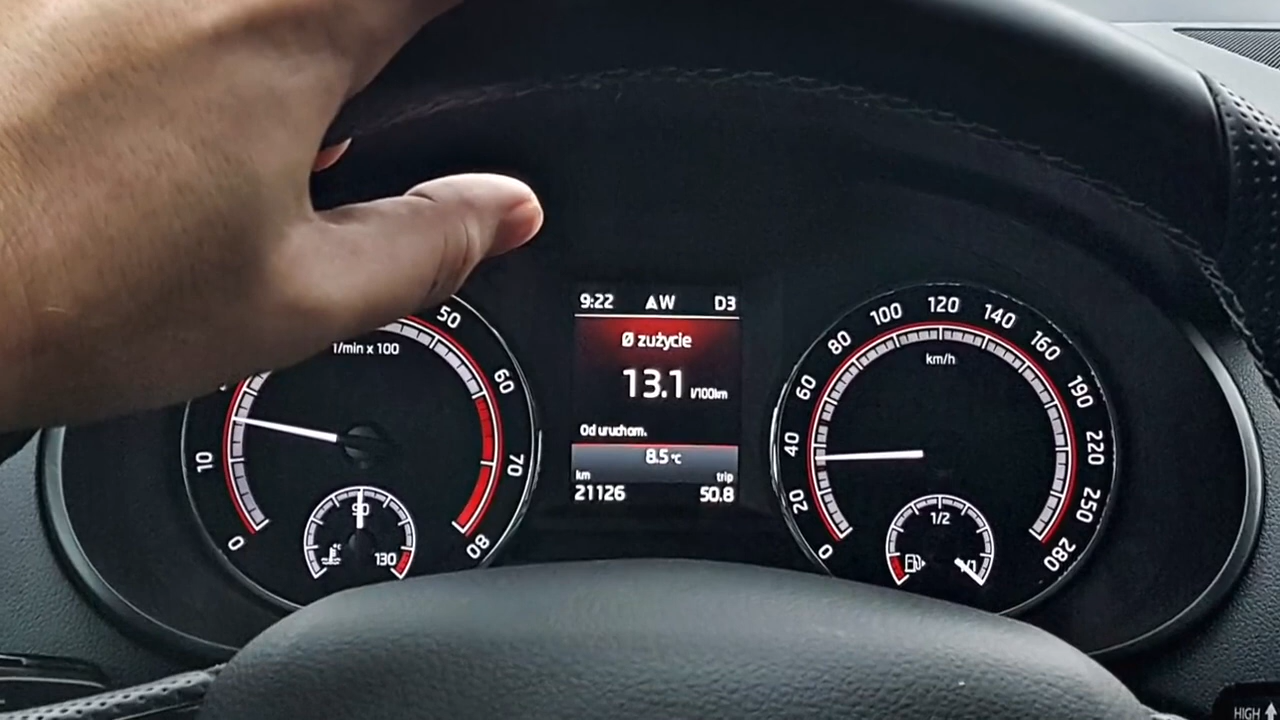 9:22 AW D3
Ø zużycie
13.1 l/100km
Od uruchom.
8.5 °C
km trip
21126 50.8
1/min x 100
0
10
50
60
70
80
90
130
km/h
0
20
40
60
80
100
120
140
160
190
220
250
280
1/2
1/1
HIGH